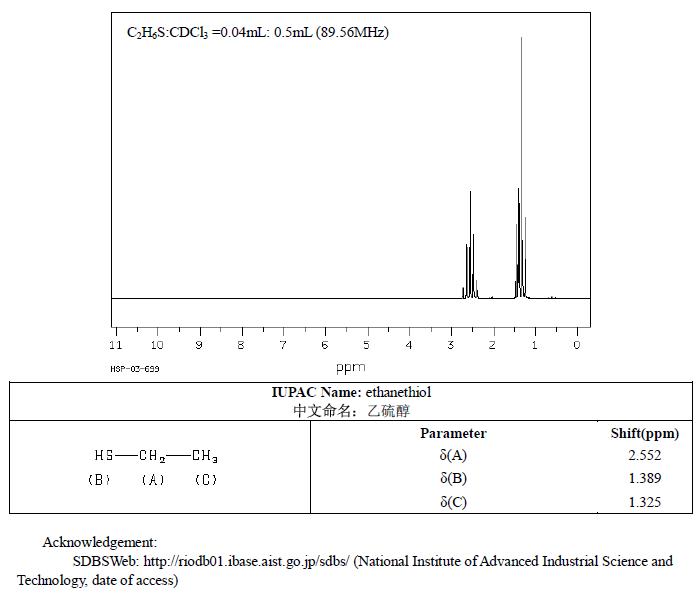 C₂H₆S:CDCl₃ =0.04mL: 0.5mL (89.56MHz)
11 10 9 8 7 6 5 4 3 2 1 0
HSP-03-699 ppm
IUPAC Name: ethanethiol
中文命名：乙硫醇
Parameter Shift(ppm)
HS—CH₂—CH₃ δ(A) 2.552
(B) (A) (C) δ(B) 1.389
δ(C) 1.325
Acknowledgement:
SDBSWeb: http://riodb01.ibase.aist.go.jp/sdbs/ (National Institute of Advanced Industrial Science and
Technology, date of access)